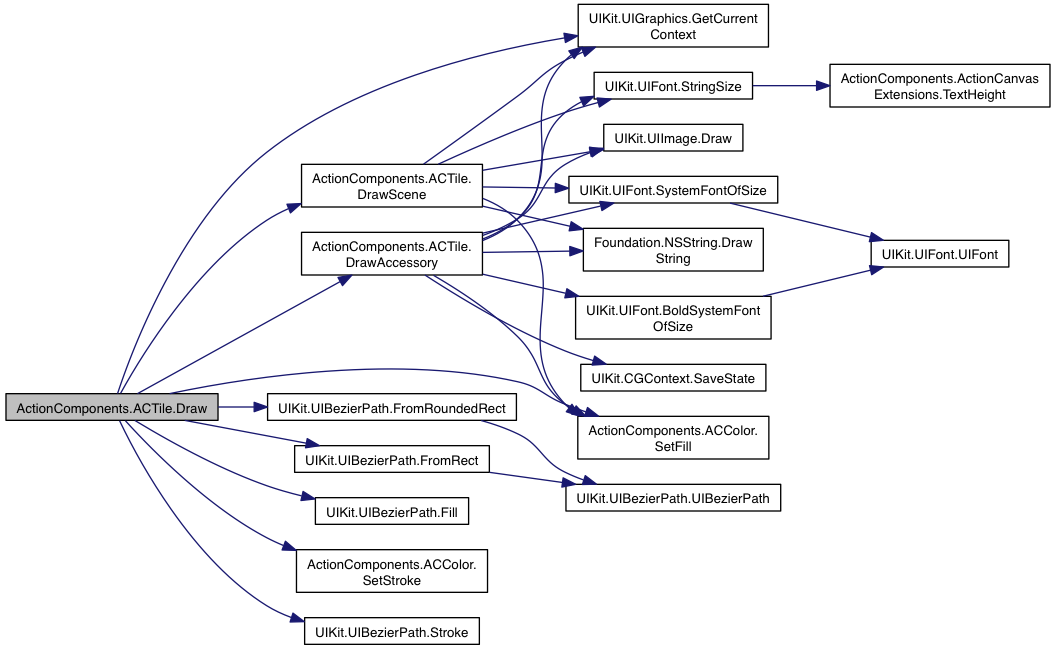 UIKit.UIGraphics.GetCurrent
Context
UIKit.UIFont.StringSize
ActionComponents.ActionCanvas
Extensions.TextHeight
UIKit.UIImage.Draw
ActionComponents.ACTile.
DrawScene
UIKit.UIFont.SystemFontOfSize
ActionComponents.ACTile.
DrawAccessory
Foundation.NSString.Draw
String
UIKit.UIFont.UIFont
UIKit.UIFont.BoldSystemFont
OfSize
UIKit.CGContext.SaveState
ActionComponents.ACTile.Draw
UIKit.UIBezierPath.FromRoundedRect
ActionComponents.ACColor.
SetFill
UIKit.UIBezierPath.FromRect
UIKit.UIBezierPath.UIBezierPath
UIKit.UIBezierPath.Fill
ActionComponents.ACColor.
SetStroke
UIKit.UIBezierPath.Stroke